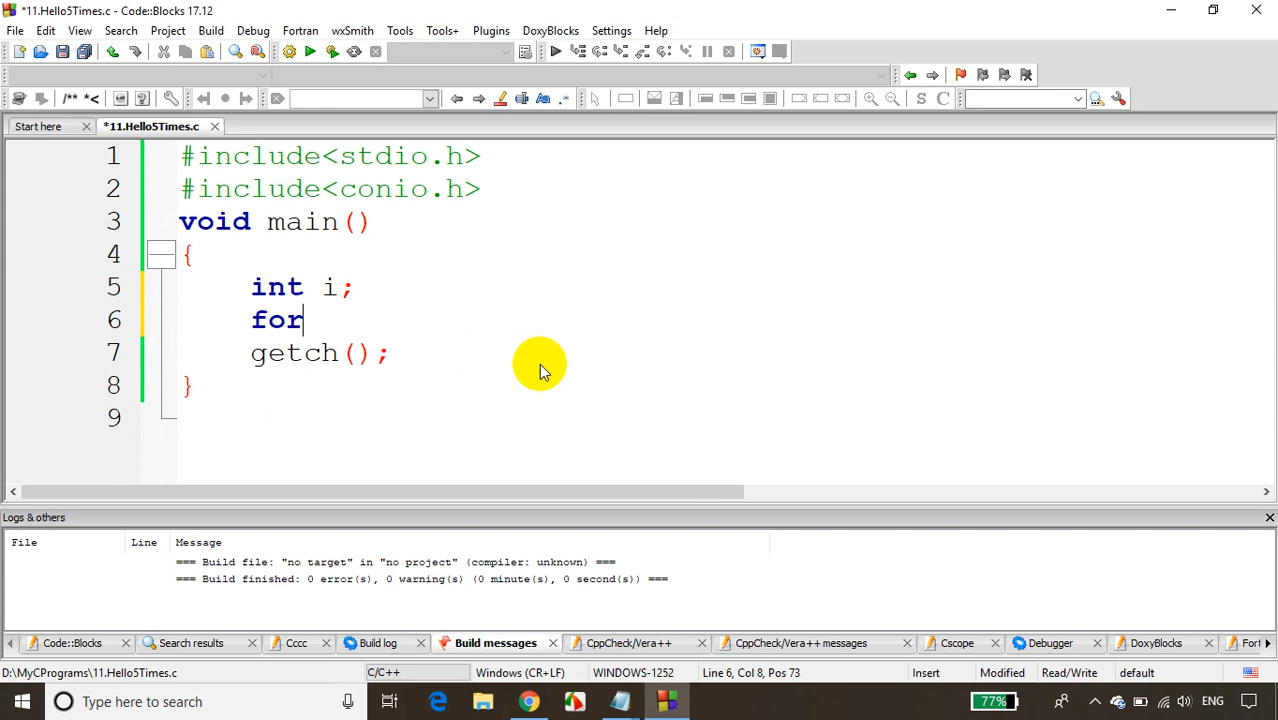 *11.Hello5Times.c - Code::Blocks 17.12
File Edit View Search Project Build Debug Fortran wxSmith Tools Tools+ Plugins DoxyBlocks Settings Help
/** *<
S C
Start here *11.Hello5Times.c
1 #include<stdio.h>
2 #include<conio.h>
3 void main()
4 {
5 int i;
6 for
7 getch();
8 }
9
Logs & others
File Line Message
=== Build file: "no target" in "no project" (compiler: unknown) ===
=== Build finished: 0 error(s), 0 warning(s) (0 minute(s), 0 second(s)) ===
Code::Blocks Search results Cccc Build log Build messages CppCheck/Vera++ CppCheck/Vera++ messages Cscope Debugger DoxyBlocks Fort
D:\MyCPrograms\11.Hello5Times.c C/C++ Windows (CR+LF) WINDOWS-1252 Line 6, Col 8, Pos 73 Insert Modified Read/Write default
Type here to search 77% ENG